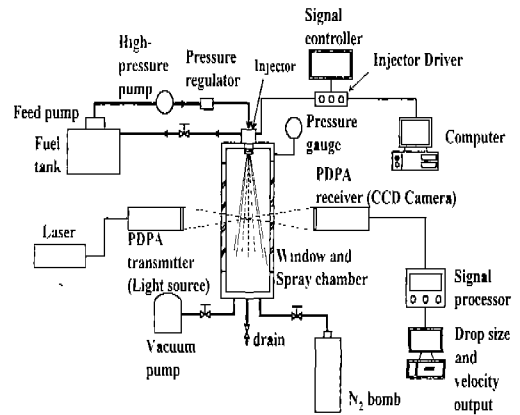 Signal
controller
High-
pressure
pump
Pressure
regulator
Injector
Injector Driver
Feed pump
Fuel
tank
Pressure
gauge
Computer
PDPA
receiver (CCD Camera)
Laser
PDPA
transmitter
(Light source)
Window and
Spray chamber
Signal
processor
Vacuum
pump
drain
Drop size
and
velocity
output
N2 bomb